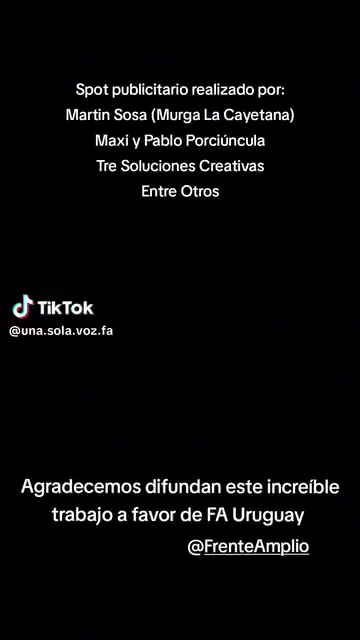 Spot publicitario realizado por:
Martin Sosa (Murga La Cayetana)
Maxi y Pablo Porciúncula
Tre Soluciones Creativas
Entre Otros
TikTok
@una.sola.voz.fa
Agradecemos difundan este increíble
trabajo a favor de FA Uruguay
@FrenteAmplio